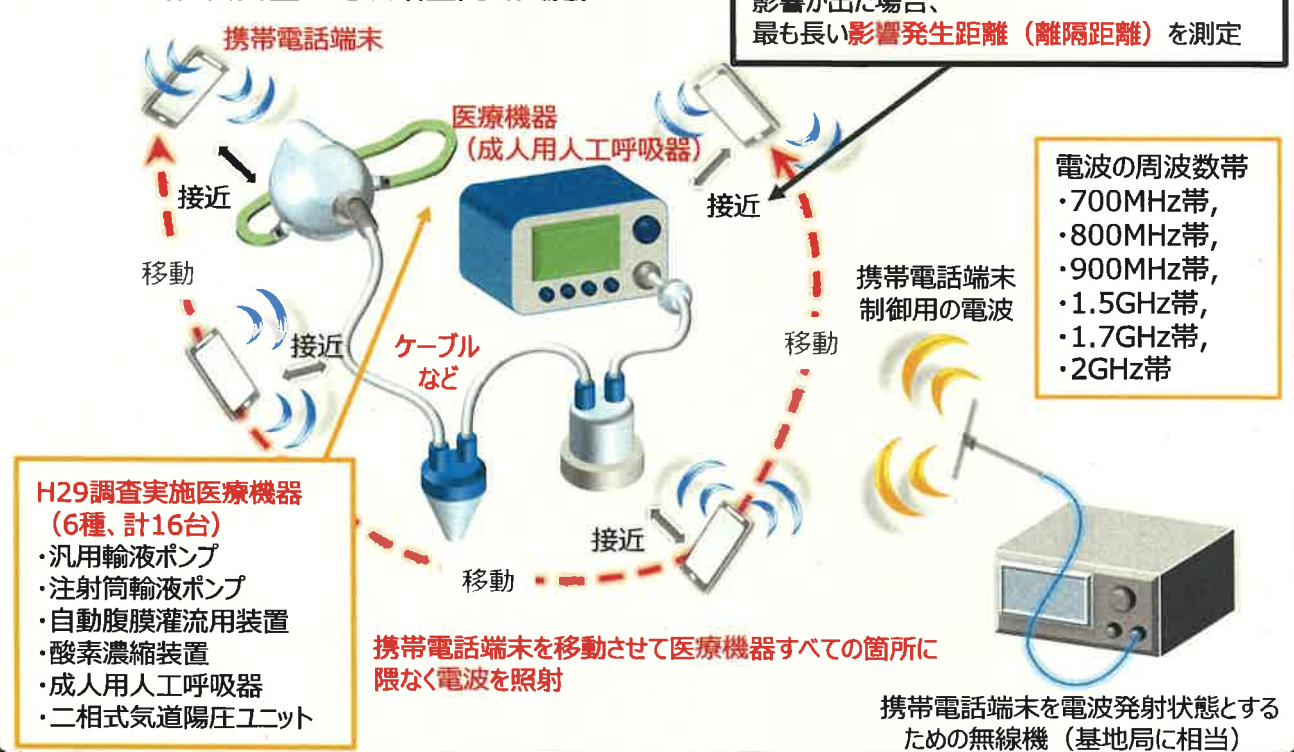 影響が出た場合、
最も長い影響発生距離（離隔距離）を測定
携帯電話端末
医療機器
（成人用人工呼吸器）
接近
接近
移動
電波の周波数帯
・700MHz帯,
・800MHz帯,
・900MHz帯,
・1.5GHz帯,
・1.7GHz帯,
・2GHz帯
携帯電話端末
制御用の電波
接近
ケーブル
など
移動
H29調査実施医療機器
（6種、計16台）
・汎用輸液ポンプ
・注射筒輸液ポンプ
・自動腹膜灌流用装置
・酸素濃縮装置
・成人用人工呼吸器
・二相式気道陽圧ユニット
接近
移動
携帯電話端末を移動させて医療機器すべての箇所に
隈なく電波を照射
携帯電話端末を電波発射状態とする
ための無線機（基地局に相当）